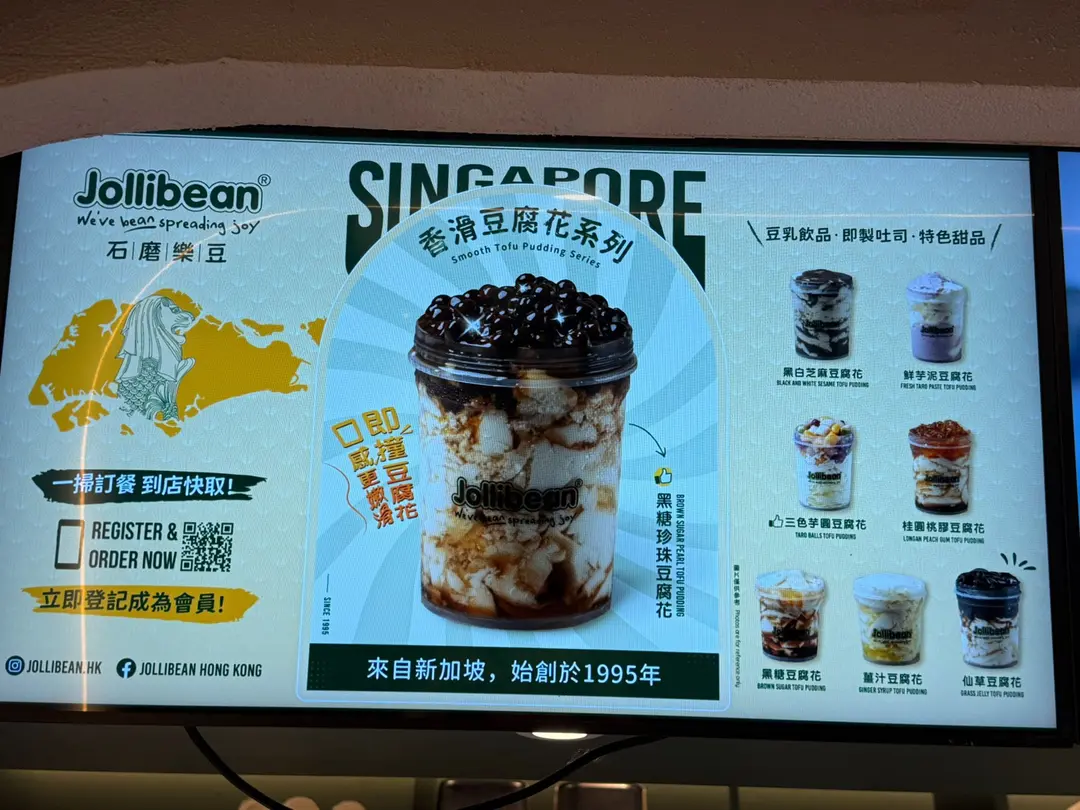 Jollibean®
We've bean spreading joy
石|磨|樂|豆
一掃訂餐 到店快取!
REGISTER &
ORDER NOW
立即登記成為會員!
JOLLIBEAN.HK
JOLLIBEAN HONG KONG
SINGAPORE
香滑豆腐花系列
Smooth Tofu Pudding Series
即撞豆腐花
口感更嫩滑
Jollibean
We've bean spreading joy
黑糖珍珠豆腐花
BROWN SUGAR PEARL TOFU PUDDING
SINCE 1995
來自新加坡，始創於1995年
豆乳飲品·即製吐司·特色甜品
黑白芝麻豆腐花
BLACK AND WHITE SESAME TOFU PUDDING
鮮芋泥豆腐花
FRESH TARO PASTE TOFU PUDDING
三色芋圓豆腐花
TARO BALLS TOFU PUDDING
桂圓桃膠豆腐花
LONGAN PEACH GUM TOFU PUDDING
黑糖豆腐花
BROWN SUGAR TOFU PUDDING
薑汁豆腐花
GINGER SYRUP TOFU PUDDING
仙草豆腐花
GRASS JELLY TOFU PUDDING
Photos are for reference only